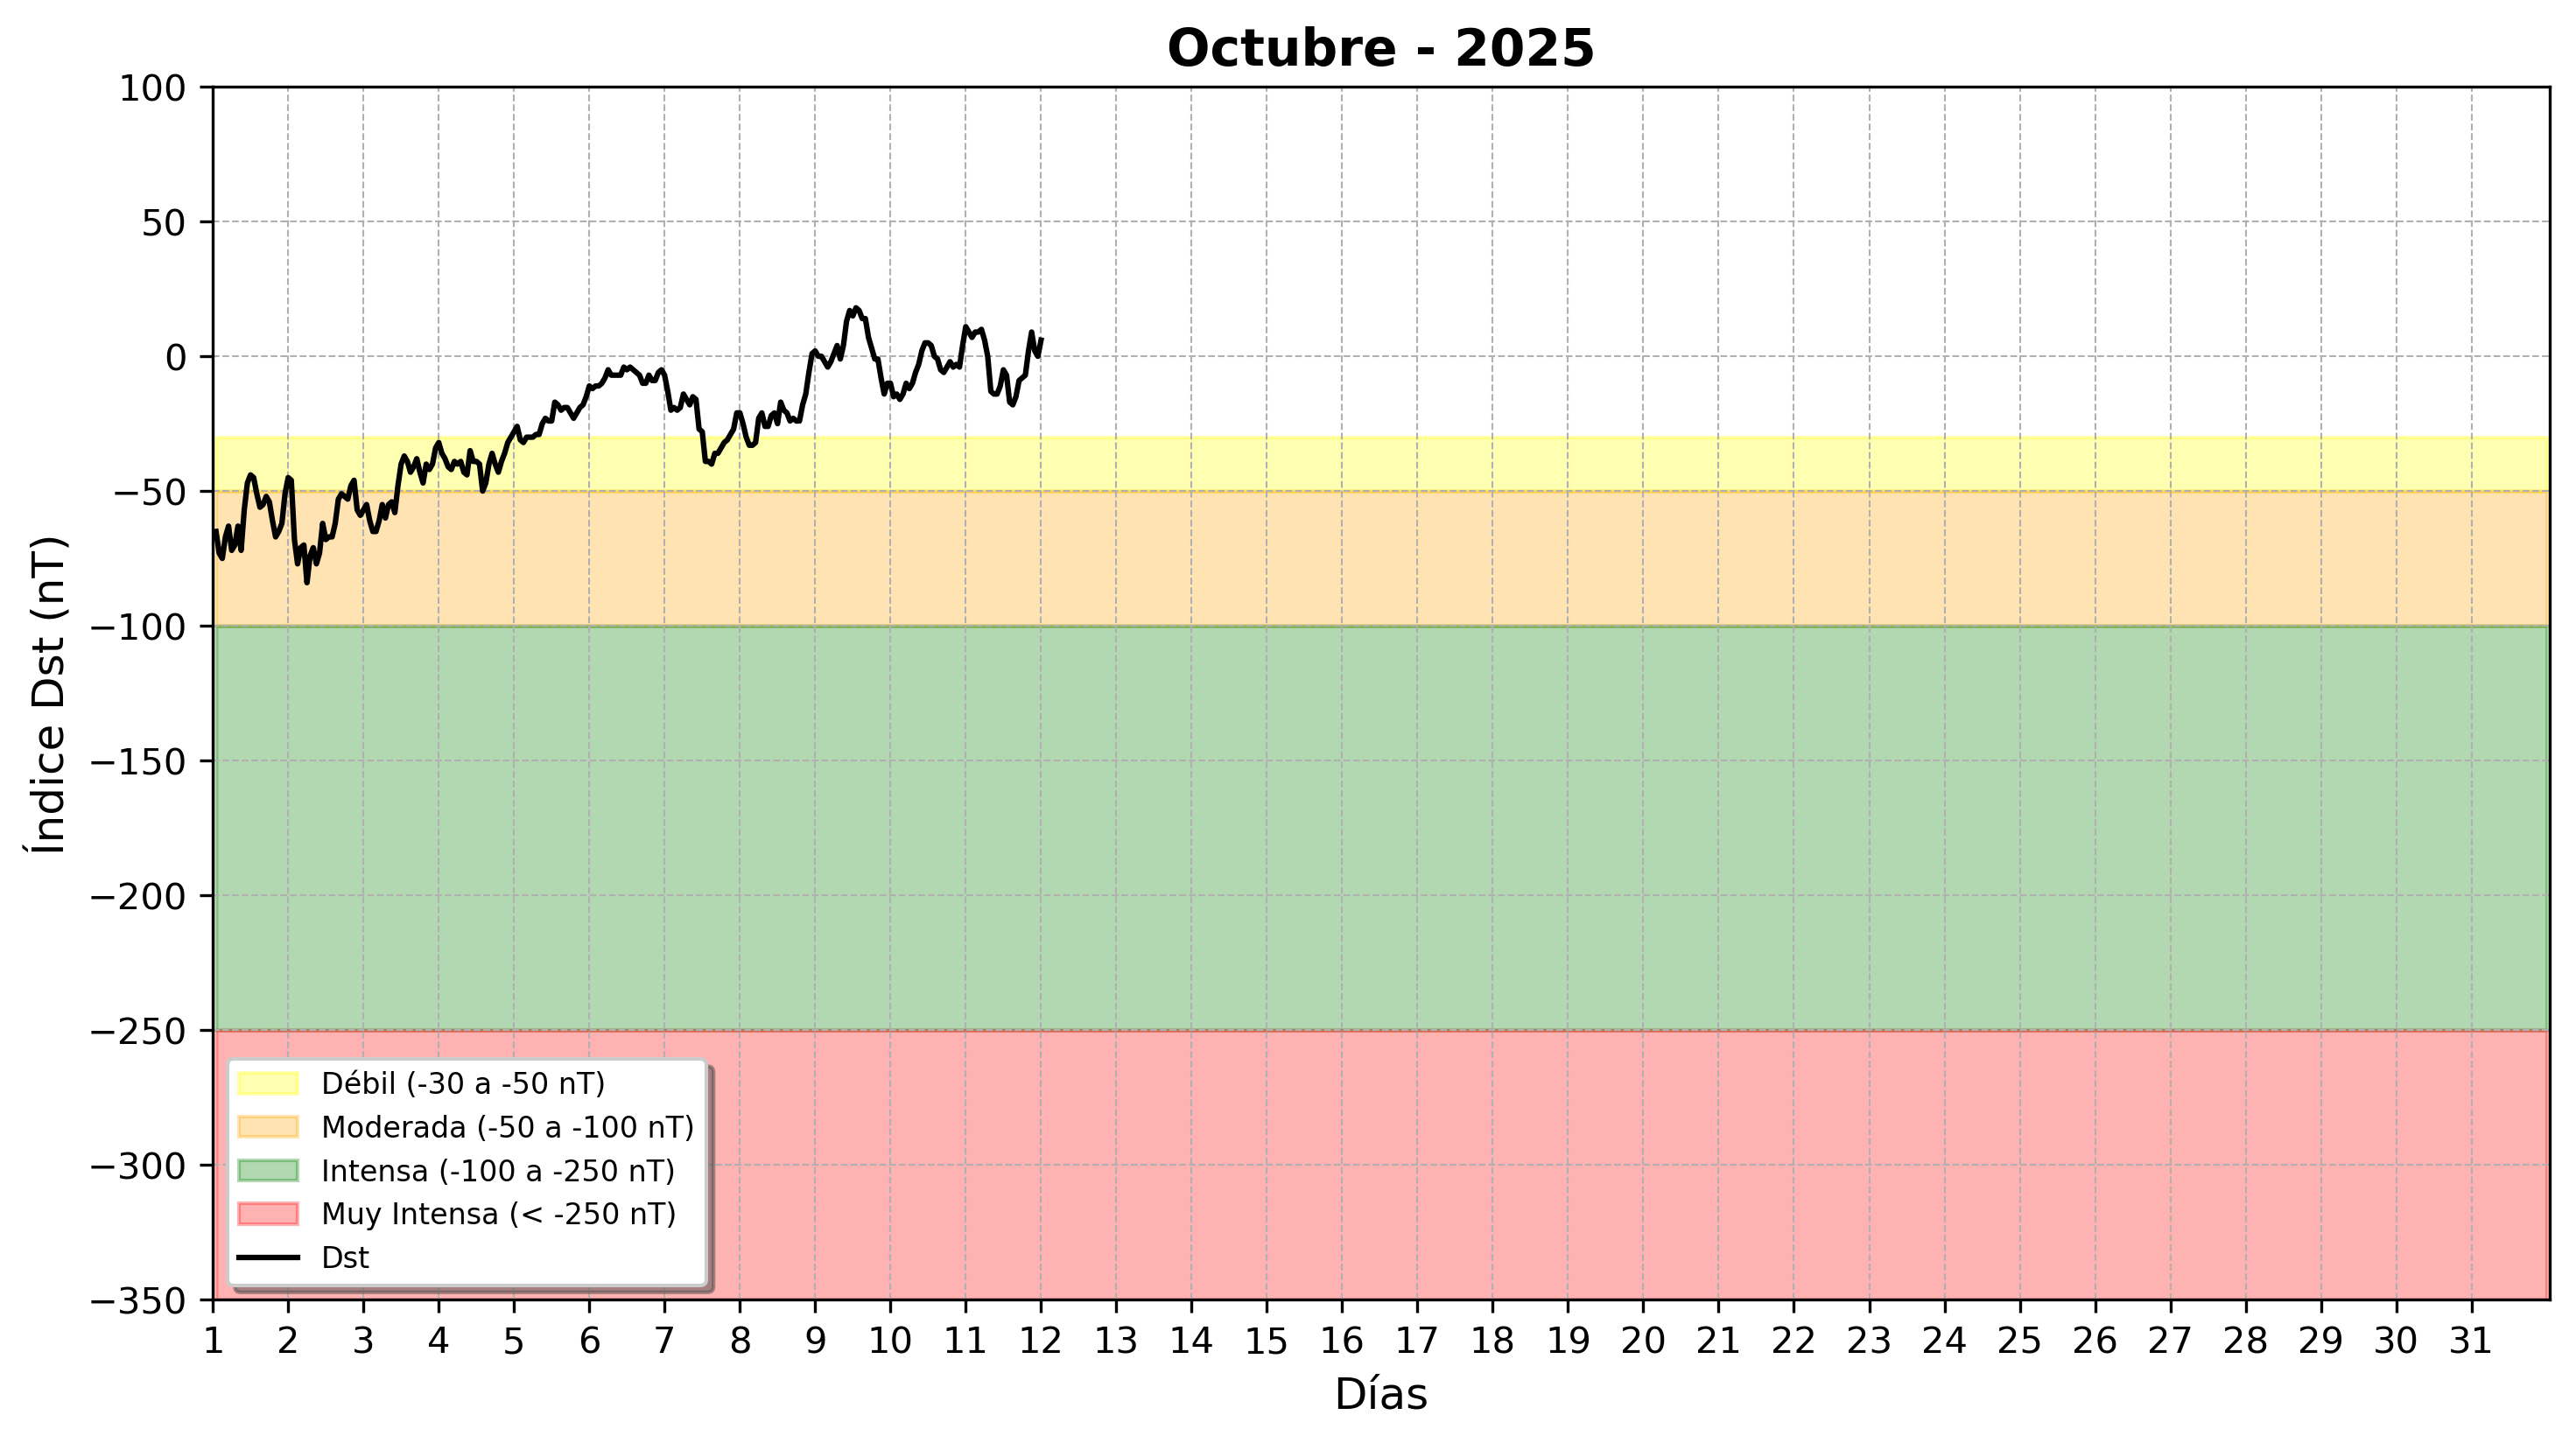 Octubre - 2025
100
50
0
−50
−100
−150
−200
−250
−300
−350
Índice Dst (nT)
Débil (-30 a -50 nT)
Moderada (-50 a -100 nT)
Intensa (-100 a -250 nT)
Muy Intensa (< -250 nT)
Dst
1 2 3 4 5 6 7 8 9 10 11 12 13 14 15 16 17 18 19 20 21 22 23 24 25 26 27 28 29 30 31
Días